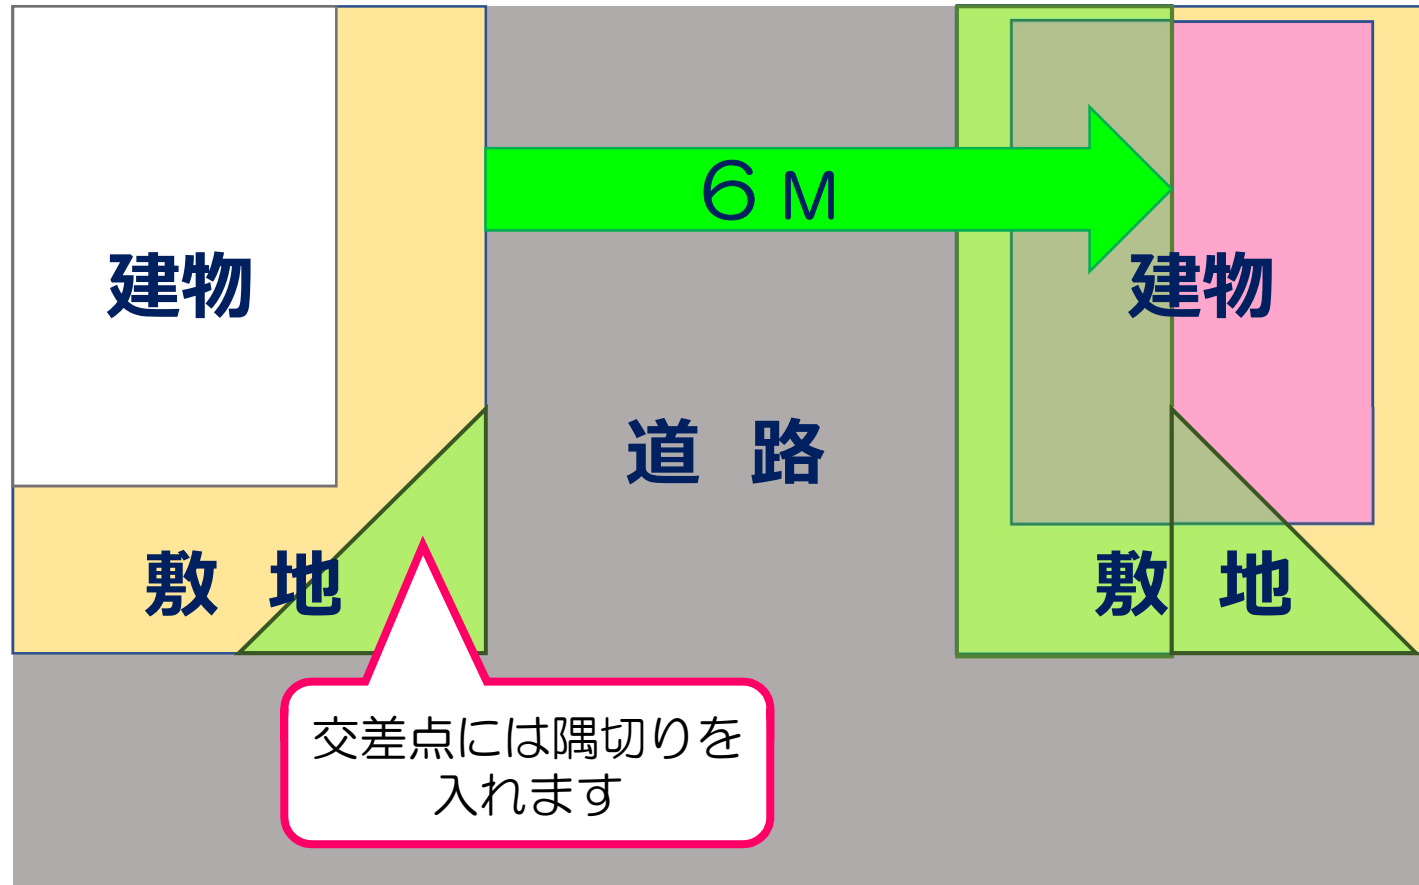 ６Ｍ
建物
建物
道 路
敷 地
敷 地
交差点には隅切りを
入れます